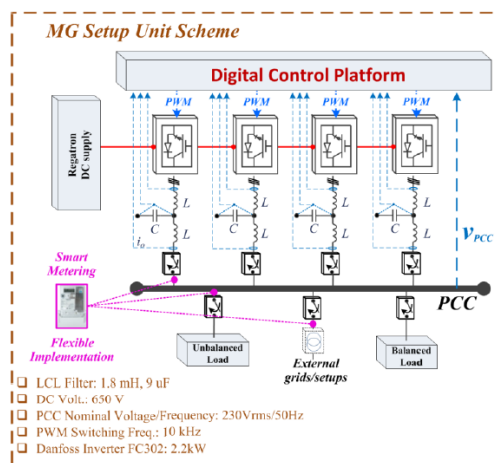 MG Setup Unit Scheme
Digital Control Platform
PWM PWM PWM PWM
Regatron
DC supply
L L L L
C C C C
i₀
L L L L
v_PCC
Smart
Metering
PCC
Flexible
Implementation
Unbalanced
Load
External
grids/setups
Balanced
Load
LCL Filter: 1.8 mH, 9 uF
DC Volt.: 650 V
PCC Nominal Voltage/Frequency: 230Vrms/50Hz
PWM Switching Freq.: 10 kHz
Danfoss Inverter FC302: 2.2kW